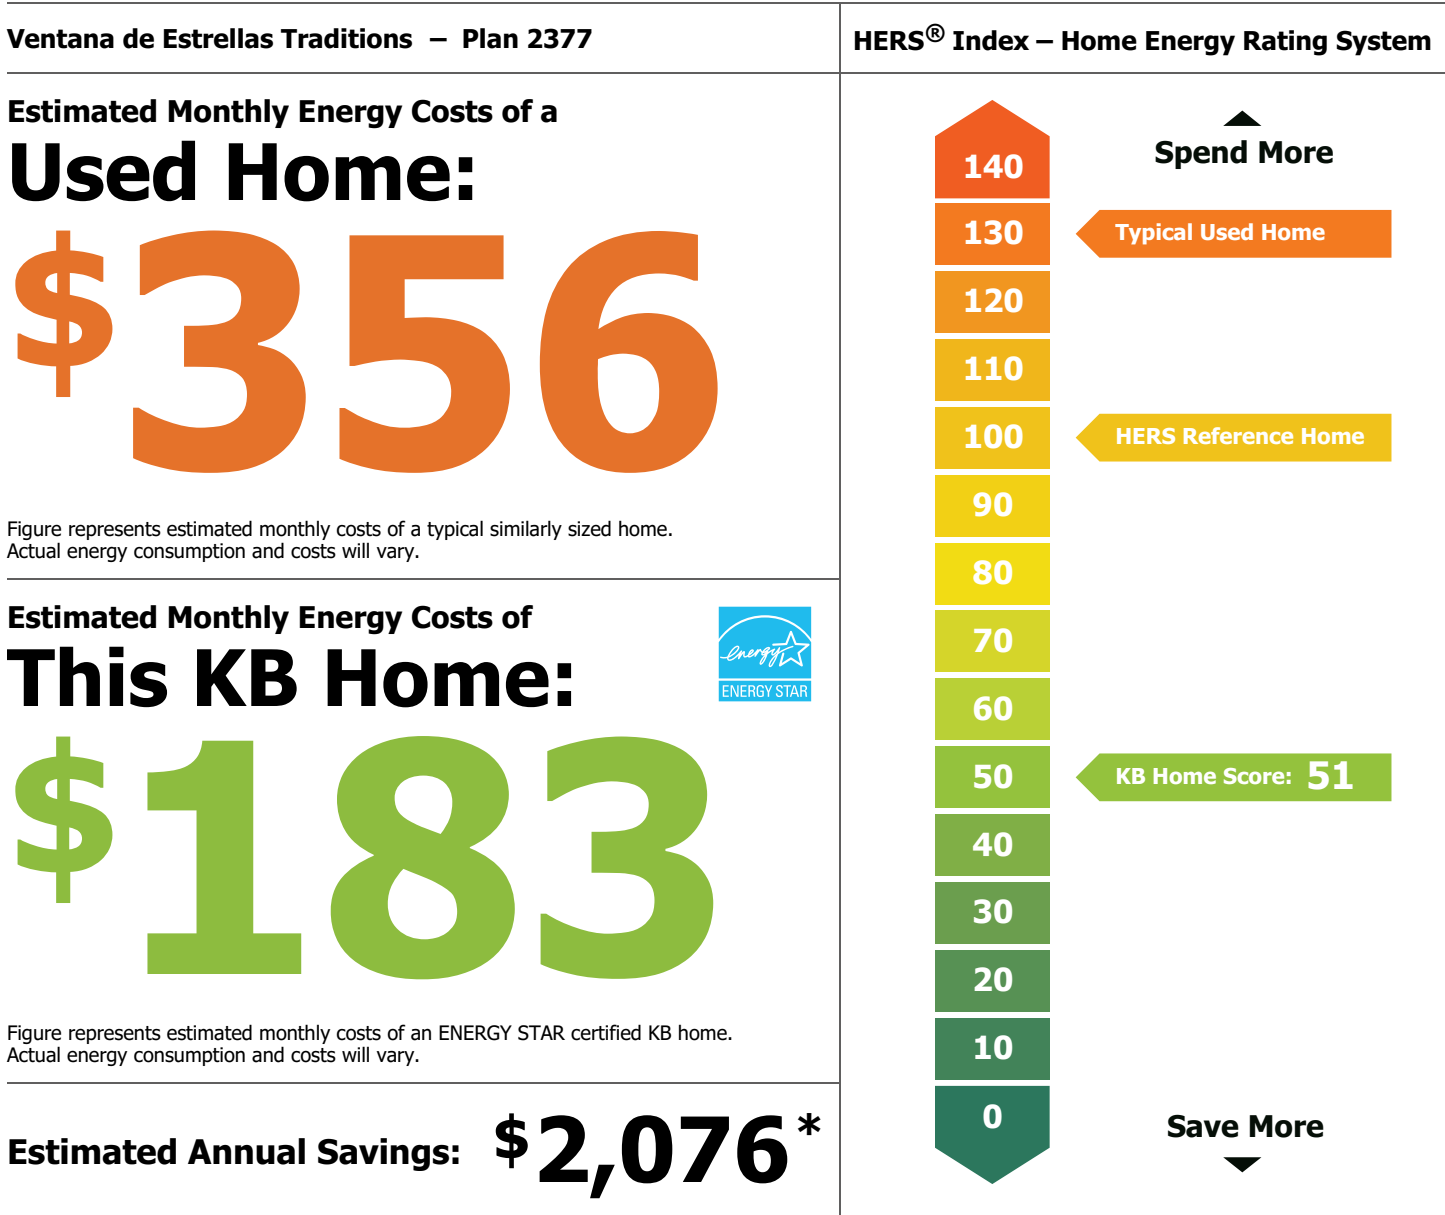 Ventana de Estrellas Traditions – Plan 2377
Estimated Monthly Energy Costs of a
Used Home:
$356
Figure represents estimated monthly costs of a typical similarly sized home.
Actual energy consumption and costs will vary.
Estimated Monthly Energy Costs of
This KB Home:
energy
ENERGY STAR
$183
Figure represents estimated monthly costs of an ENERGY STAR certified KB home.
Actual energy consumption and costs will vary.
Estimated Annual Savings: $2,076*
HERS® Index – Home Energy Rating System
Spend More
140
130 Typical Used Home
120
110
100 HERS Reference Home
90
80
70
60
50 KB Home Score: 51
40
30
20
10
0
Save More